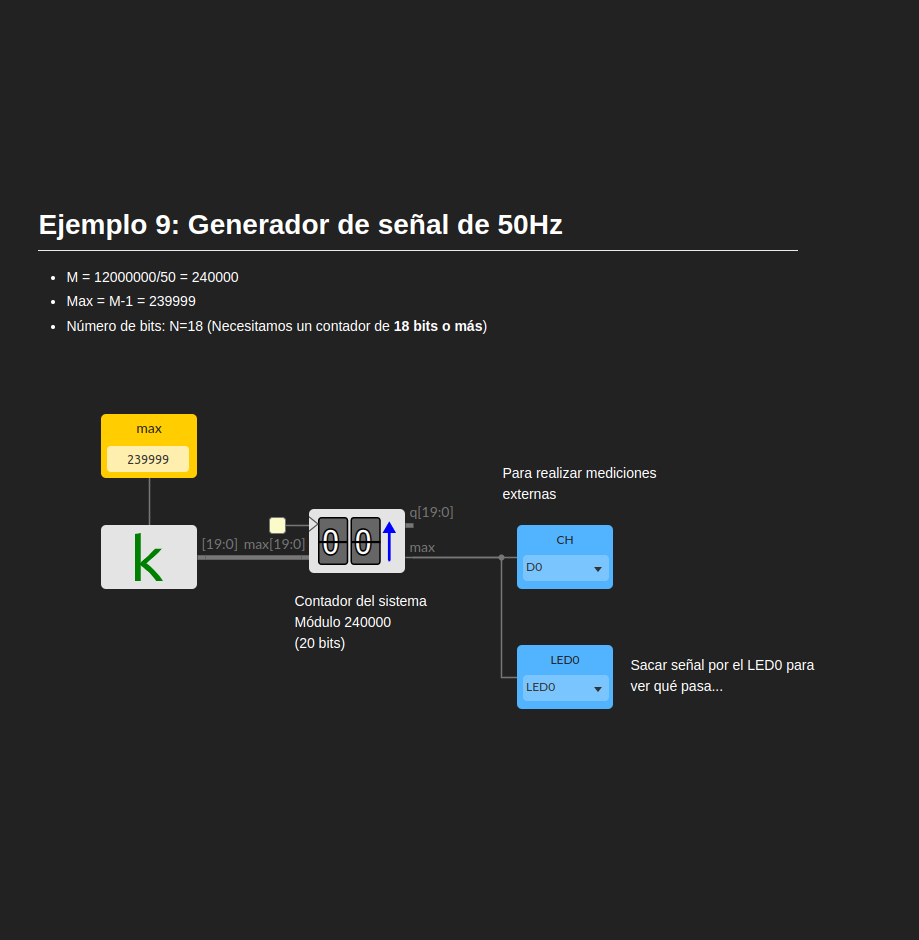 Ejemplo 9: Generador de señal de 50Hz
M = 12000000/50 = 240000
Max = M-1 = 239999
Número de bits: N=18 (Necesitamos un contador de 18 bits o más)
max
239999
k
[19:0] max[19:0]
00
q[19:0]
max
Contador del sistema
Módulo 240000
(20 bits)
Para realizar mediciones
externas
CH
D0
LED0
LED0
Sacar señal por el LED0 para
ver qué pasa...